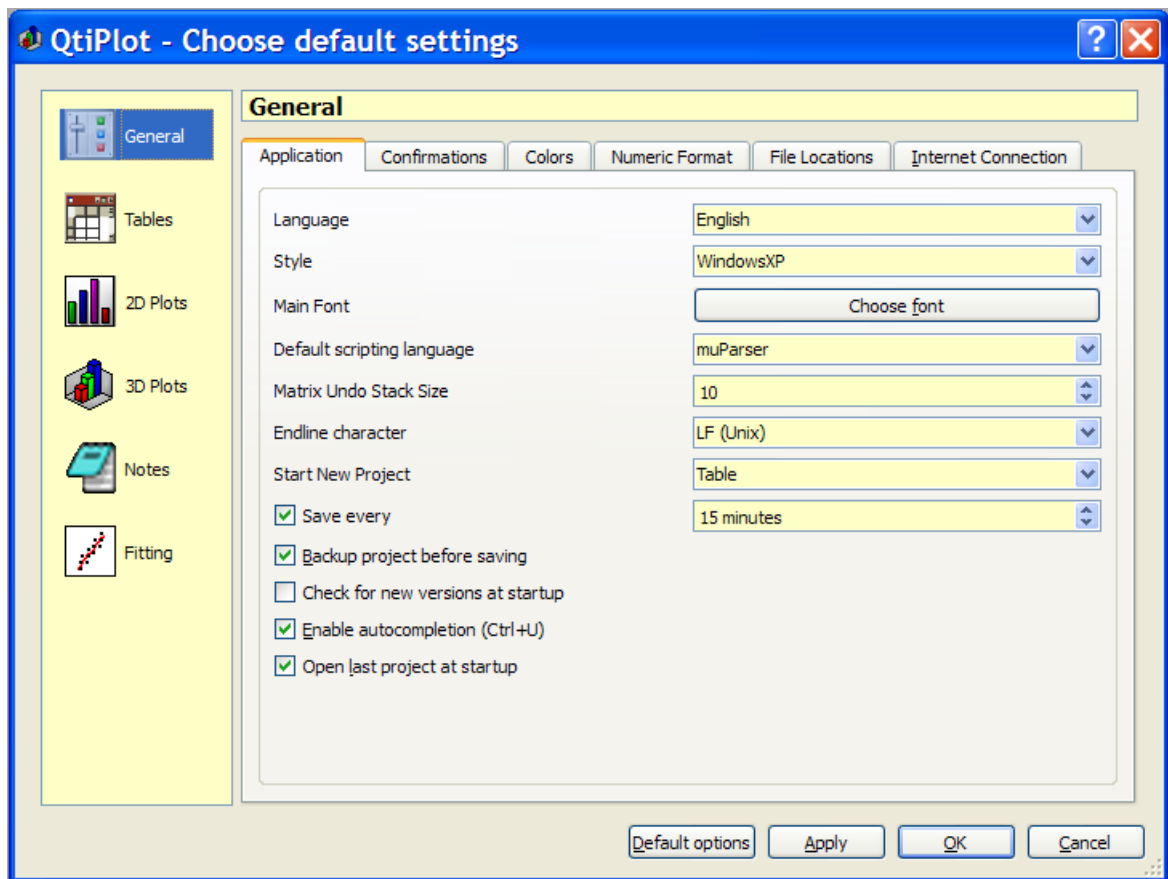 QtiPlot - Choose default settings
General
Tables
2D Plots
3D Plots
Notes
Fitting
General
Application Confirmations Colors Numeric Format File Locations Internet Connection
Language English
Style WindowsXP
Main Font Choose font
Default scripting language muParser
Matrix Undo Stack Size 10
Endline character LF (Unix)
Start New Project Table
Save every 15 minutes
Backup project before saving
Check for new versions at startup
Enable autocompletion (Ctrl+U)
Open last project at startup
Default options Apply OK Cancel